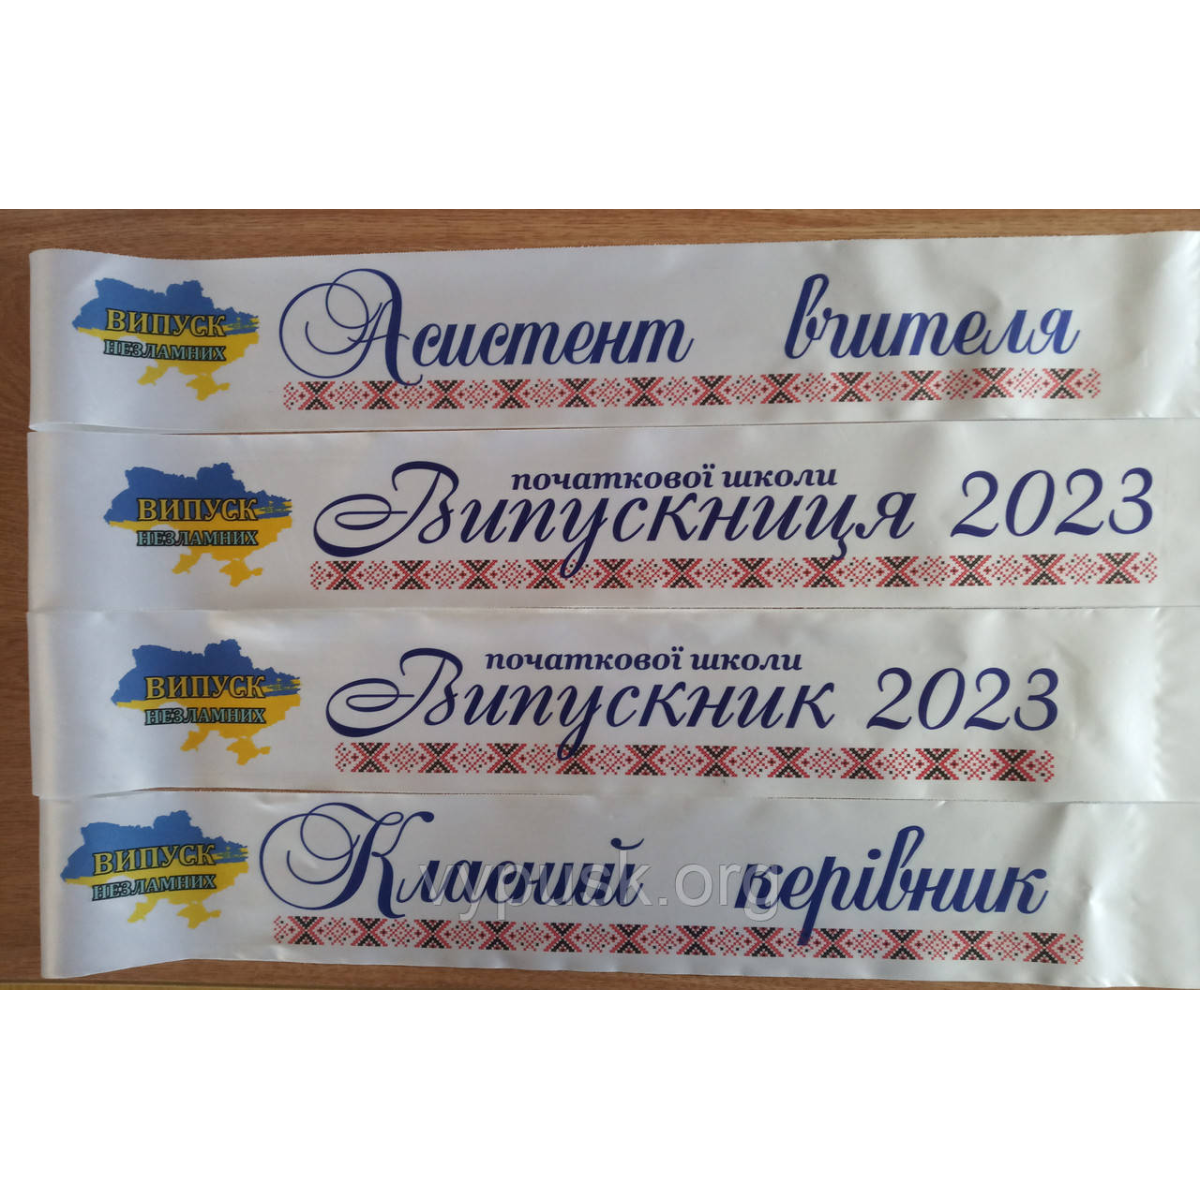 ВИПУСК
НЕЗЛАМНИХ
Асистент вчителя
ВИПУСК
НЕЗЛАМНИХ
початкової школи
Випускниця 2023
ВИПУСК
НЕЗЛАМНИХ
початкової школи
Випускник 2023
ВИПУСК
НЕЗЛАМНИХ
Класний керівник
vypusk.org